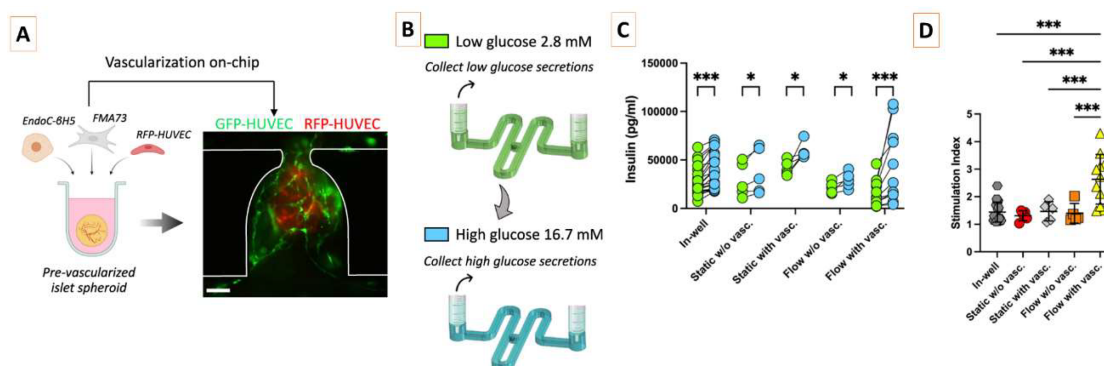 A
Vascularization on-chip
EndoC-βH5
FMA73
RFP-HUVEC
GFP-HUVEC RFP-HUVEC
Pre-vascularized
islet spheroid
B
Low glucose 2.8 mM
Collect low glucose secretions
High glucose 16.7 mM
Collect high glucose secretions
C
Insulin (pg/ml)
150000
100000
50000
0
*** * * * ***
In-well
Static w/o vasc.
Static with vasc.
Flow w/o vasc.
Flow with vasc.
D
***
***
***
***
Stimulation Index
5
4
3
2
1
0
In-well
Static w/o vasc.
Static with vasc.
Flow w/o vasc.
Flow with vasc.